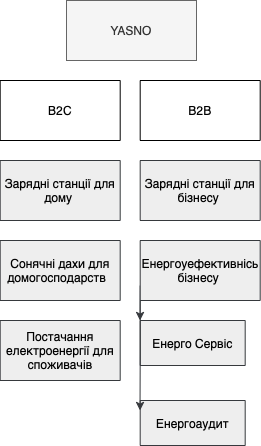 YASNO
B2C
B2B
Зарядні станції для
дому
Зарядні станції для
бізнесу
Сонячні дахи для
домогосподарств
Енергоуефективнісь
бізнесу
Постачання
електроенергії для
споживачів
Енерго Сервіс
Енергоаудит